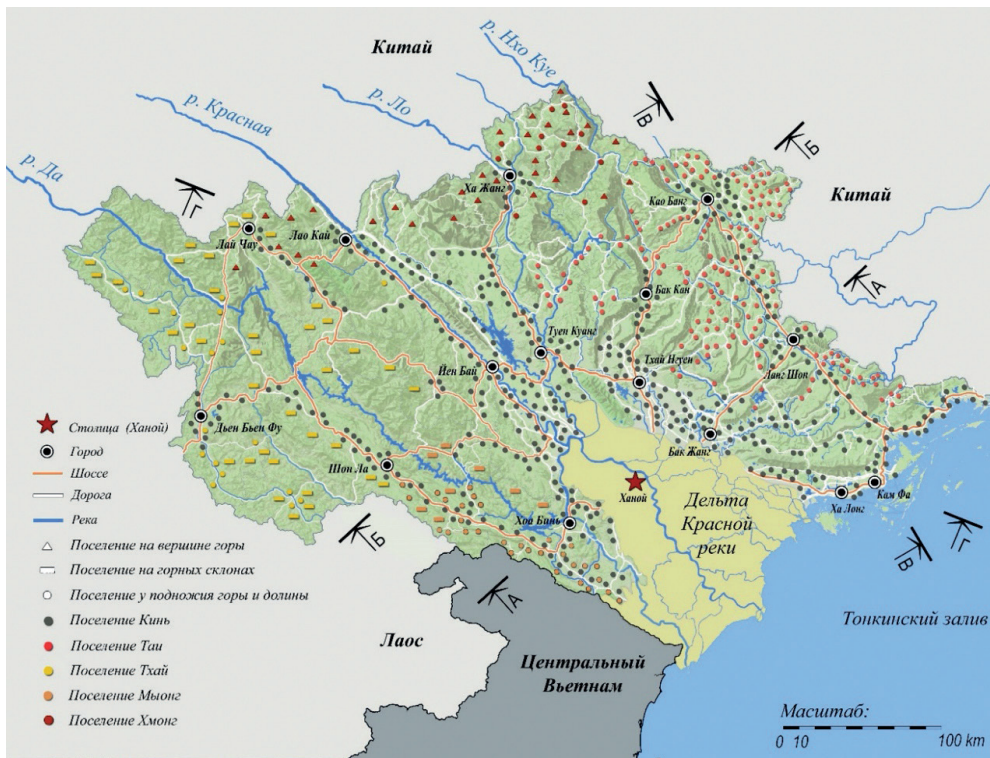 Китай
р. Нхо Куе
р. Ло
р. Красная
р. Да
В
Б
Китай
Г
Ха Жанг
Као Банг
Лай Чау
Лао Кай
А
Бак Кан
Туен Куанг
Тхай Нгуен
Йен Бай
Ланг Шон
Дьен Бьен Фу
Бак Жанг
Шон Ла
Ханой
Дельта
Красной
реки
Кам Фа
Ха Лонг
Хоа Бинь
Б
Г
В
А
Столица (Ханой)
Город
Шоссе
Дорога
Река
Поселение на вершине горы
Поселение на горных склонах
Поселение у подножия горы и долины
Поселение Кинь
Поселение Таи
Поселение Тхай
Поселение Мыонг
Поселение Хмонг
Лаос
Центральный
Вьетнам
Тонкинский залив
Масштаб:
0 10 100 km